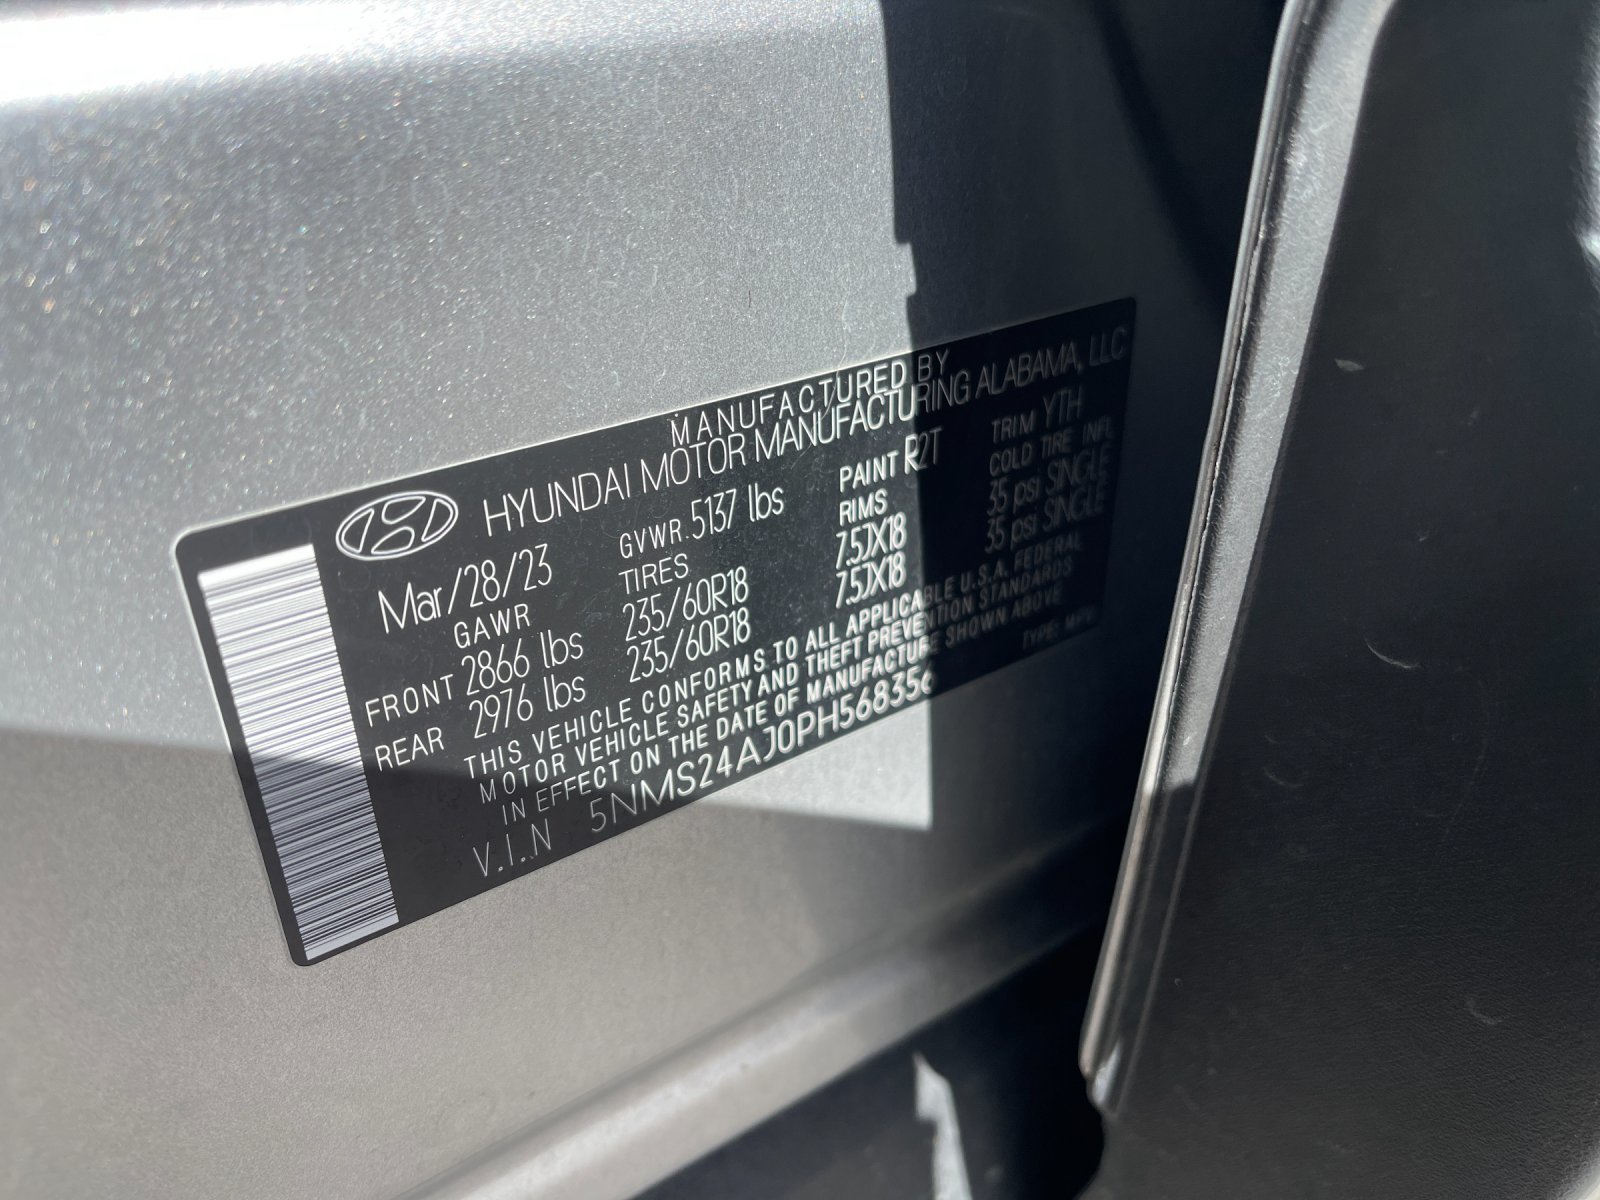 MANUFACTURED BY
HYUNDAI MOTOR MANUFACTURING ALABAMA, LLC
Mar/28/23 GVWR.5137 lbs PAINT R2T TRIM YTH
GAWR TIRES RIMS COLD TIRE INFL
FRONT 2866 lbs 235/60R18 7.5JX18 35 psi SINGLE
REAR 2976 lbs 235/60R18 7.5JX18 35 psi SINGLE
THIS VEHICLE CONFORMS TO ALL APPLICABLE U.S.A. FEDERAL
MOTOR VEHICLE SAFETY AND THEFT PREVENTION STANDARDS
IN EFFECT ON THE DATE OF MANUFACTURE SHOWN ABOVE
V.I.N 5NMS24AJ0PH568356 TYPE: MPV